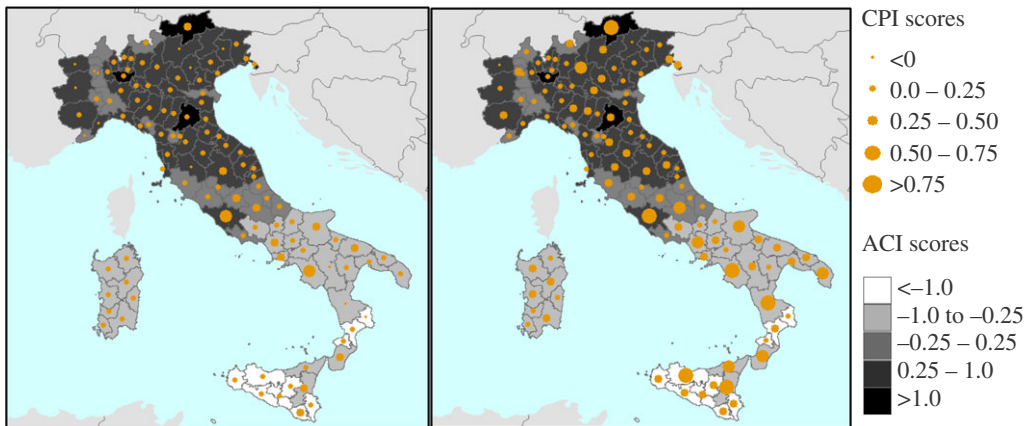 CPI scores
<0
0.0 – 0.25
0.25 – 0.50
0.50 – 0.75
>0.75
ACI scores
<–1.0
–1.0 to –0.25
–0.25 – 0.25
0.25 – 1.0
>1.0